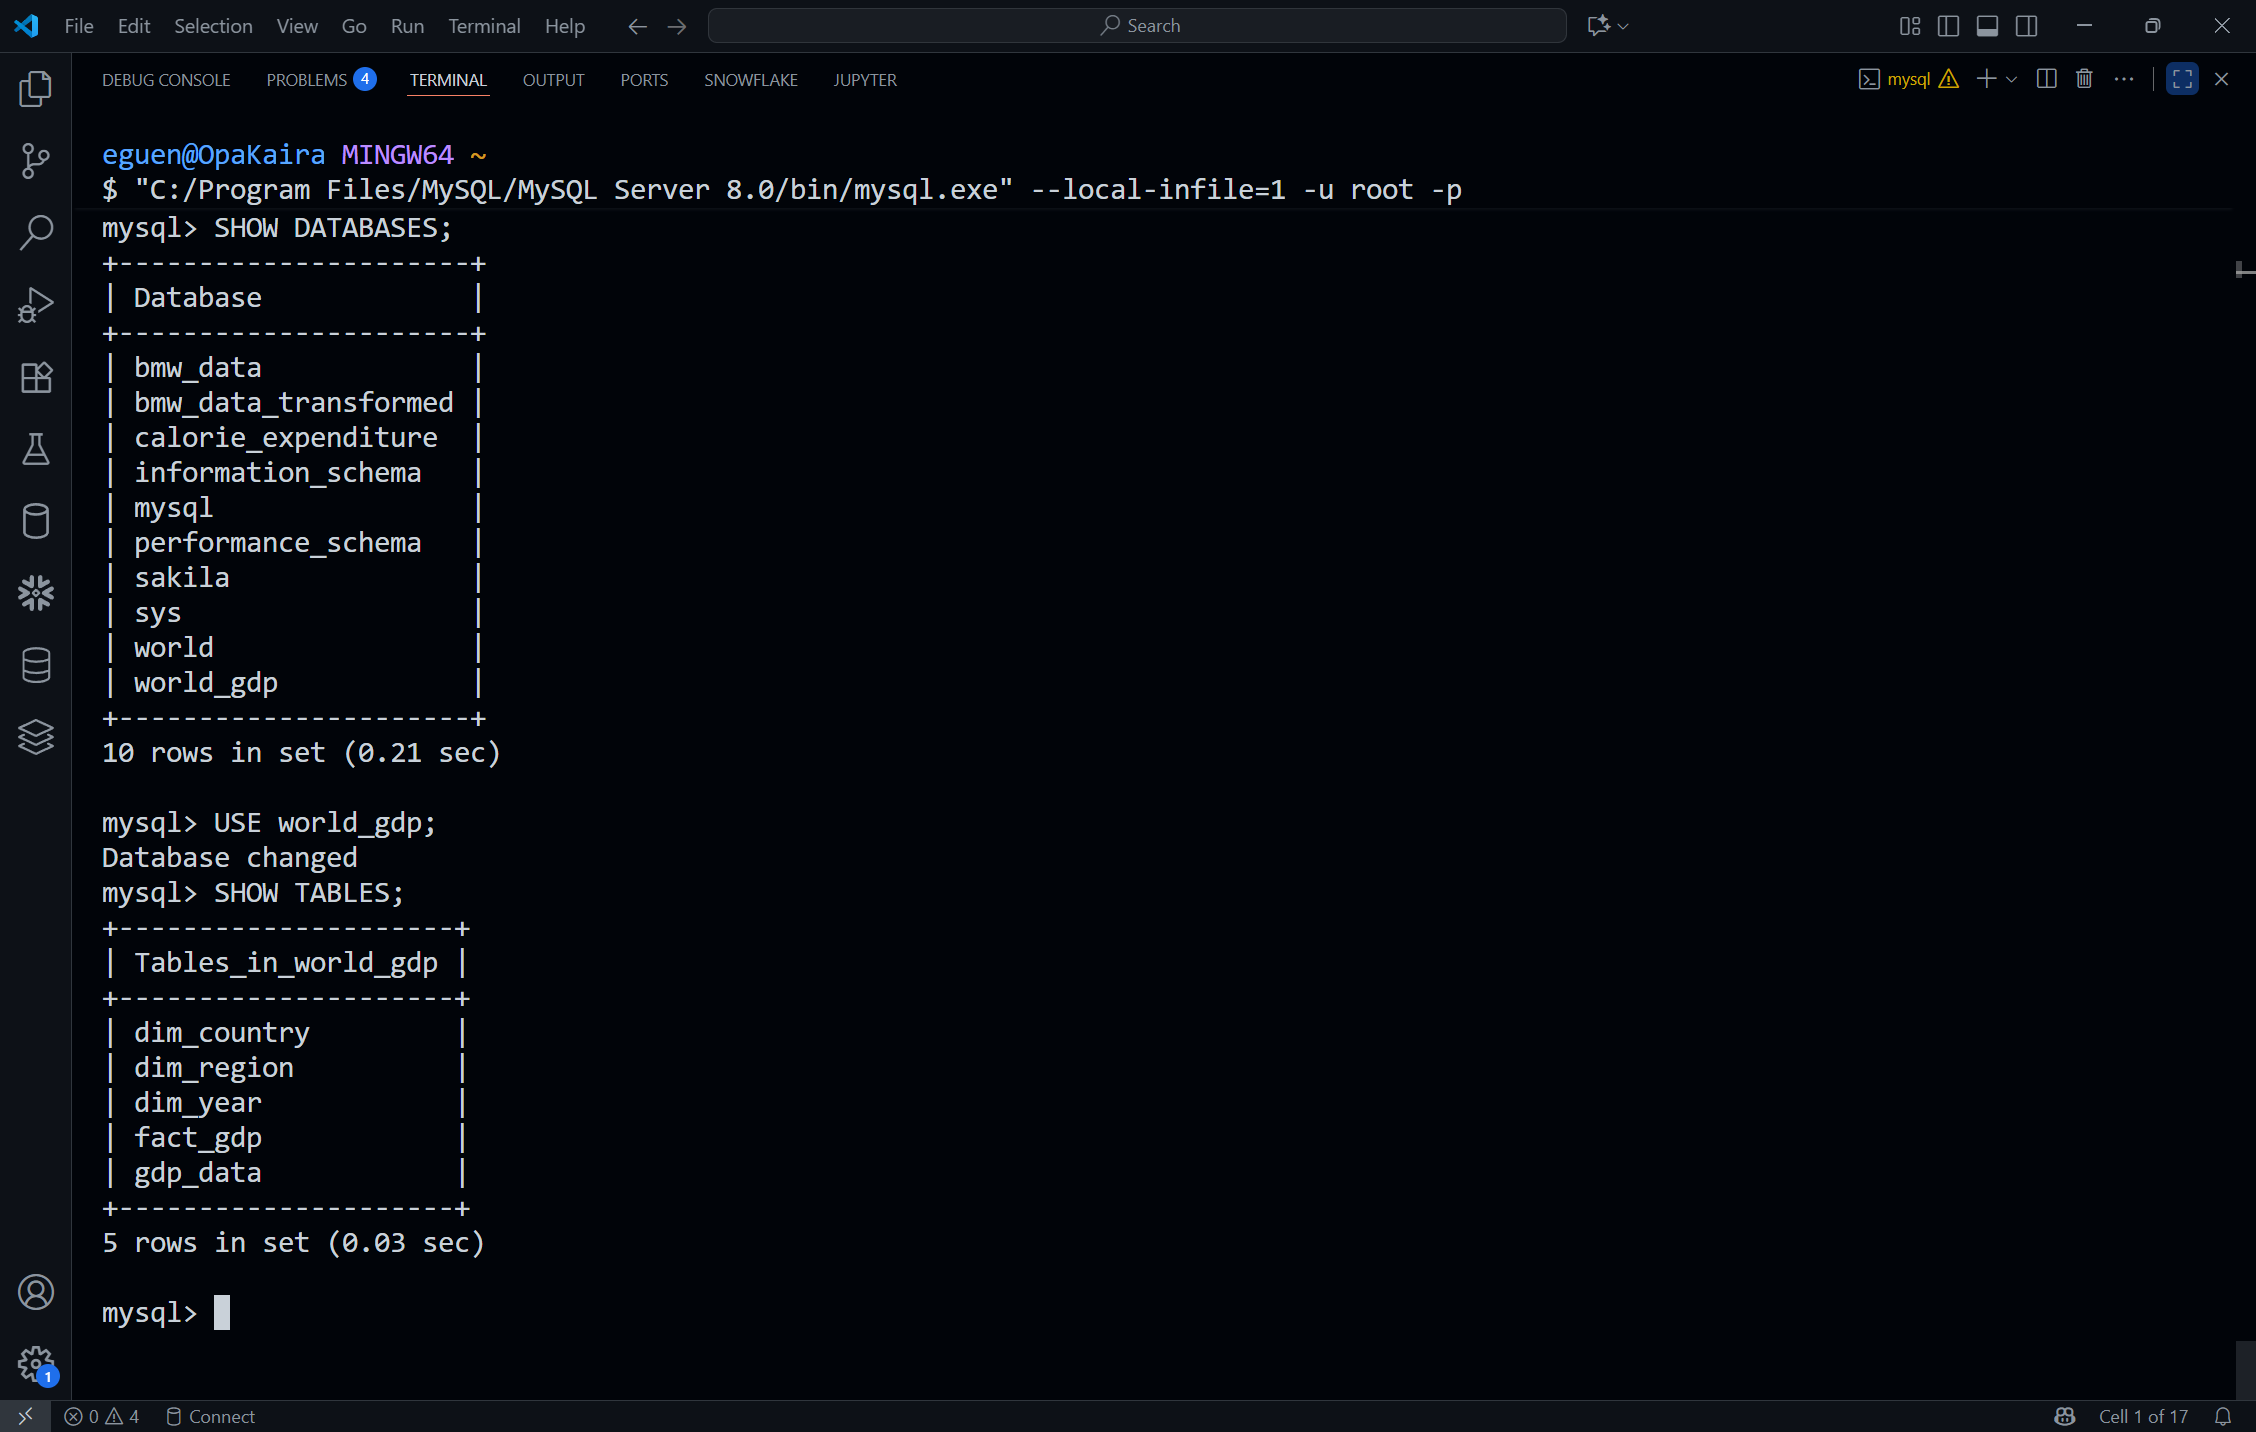 File Edit Selection View Go Run Terminal Help Search
DEBUG CONSOLE PROBLEMS 4 TERMINAL OUTPUT PORTS SNOWFLAKE JUPYTER mysql
eguen@OpaKaira MINGW64 ~
$ "C:/Program Files/MySQL/MySQL Server 8.0/bin/mysql.exe" --local-infile=1 -u root -p
mysql> SHOW DATABASES;
+----------------------+
| Database             |
+----------------------+
| bmw_data             |
| bmw_data_transformed |
| calorie_expenditure  |
| information_schema   |
| mysql                |
| performance_schema   |
| sakila               |
| sys                  |
| world                |
| world_gdp            |
+----------------------+
10 rows in set (0.21 sec)
mysql> USE world_gdp;
Database changed
mysql> SHOW TABLES;
+---------------------+
| Tables_in_world_gdp |
+---------------------+
| dim_country         |
| dim_region          |
| dim_year            |
| fact_gdp            |
| gdp_data            |
+---------------------+
5 rows in set (0.03 sec)
mysql>
1
0 4 Connect Cell 1 of 17